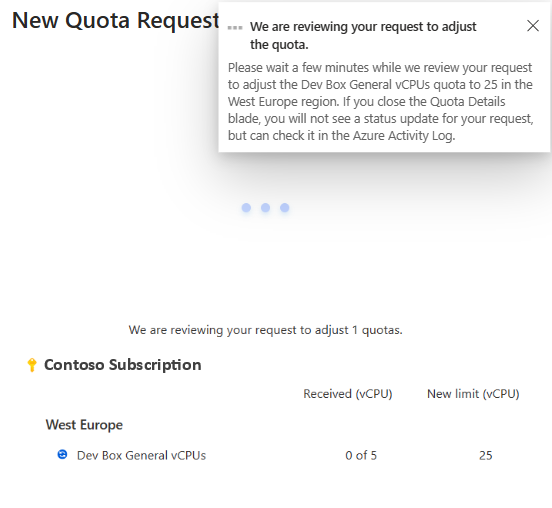 New Quota Request
We are reviewing your request to adjust
the quota.
Please wait a few minutes while we review your request
to adjust the Dev Box General vCPUs quota to 25 in the
West Europe region. If you close the Quota Details
blade, you will not see a status update for your request,
but can check it in the Azure Activity Log.
We are reviewing your request to adjust 1 quotas.
Contoso Subscription
Received (vCPU) New limit (vCPU)
West Europe
Dev Box General vCPUs 0 of 5 25